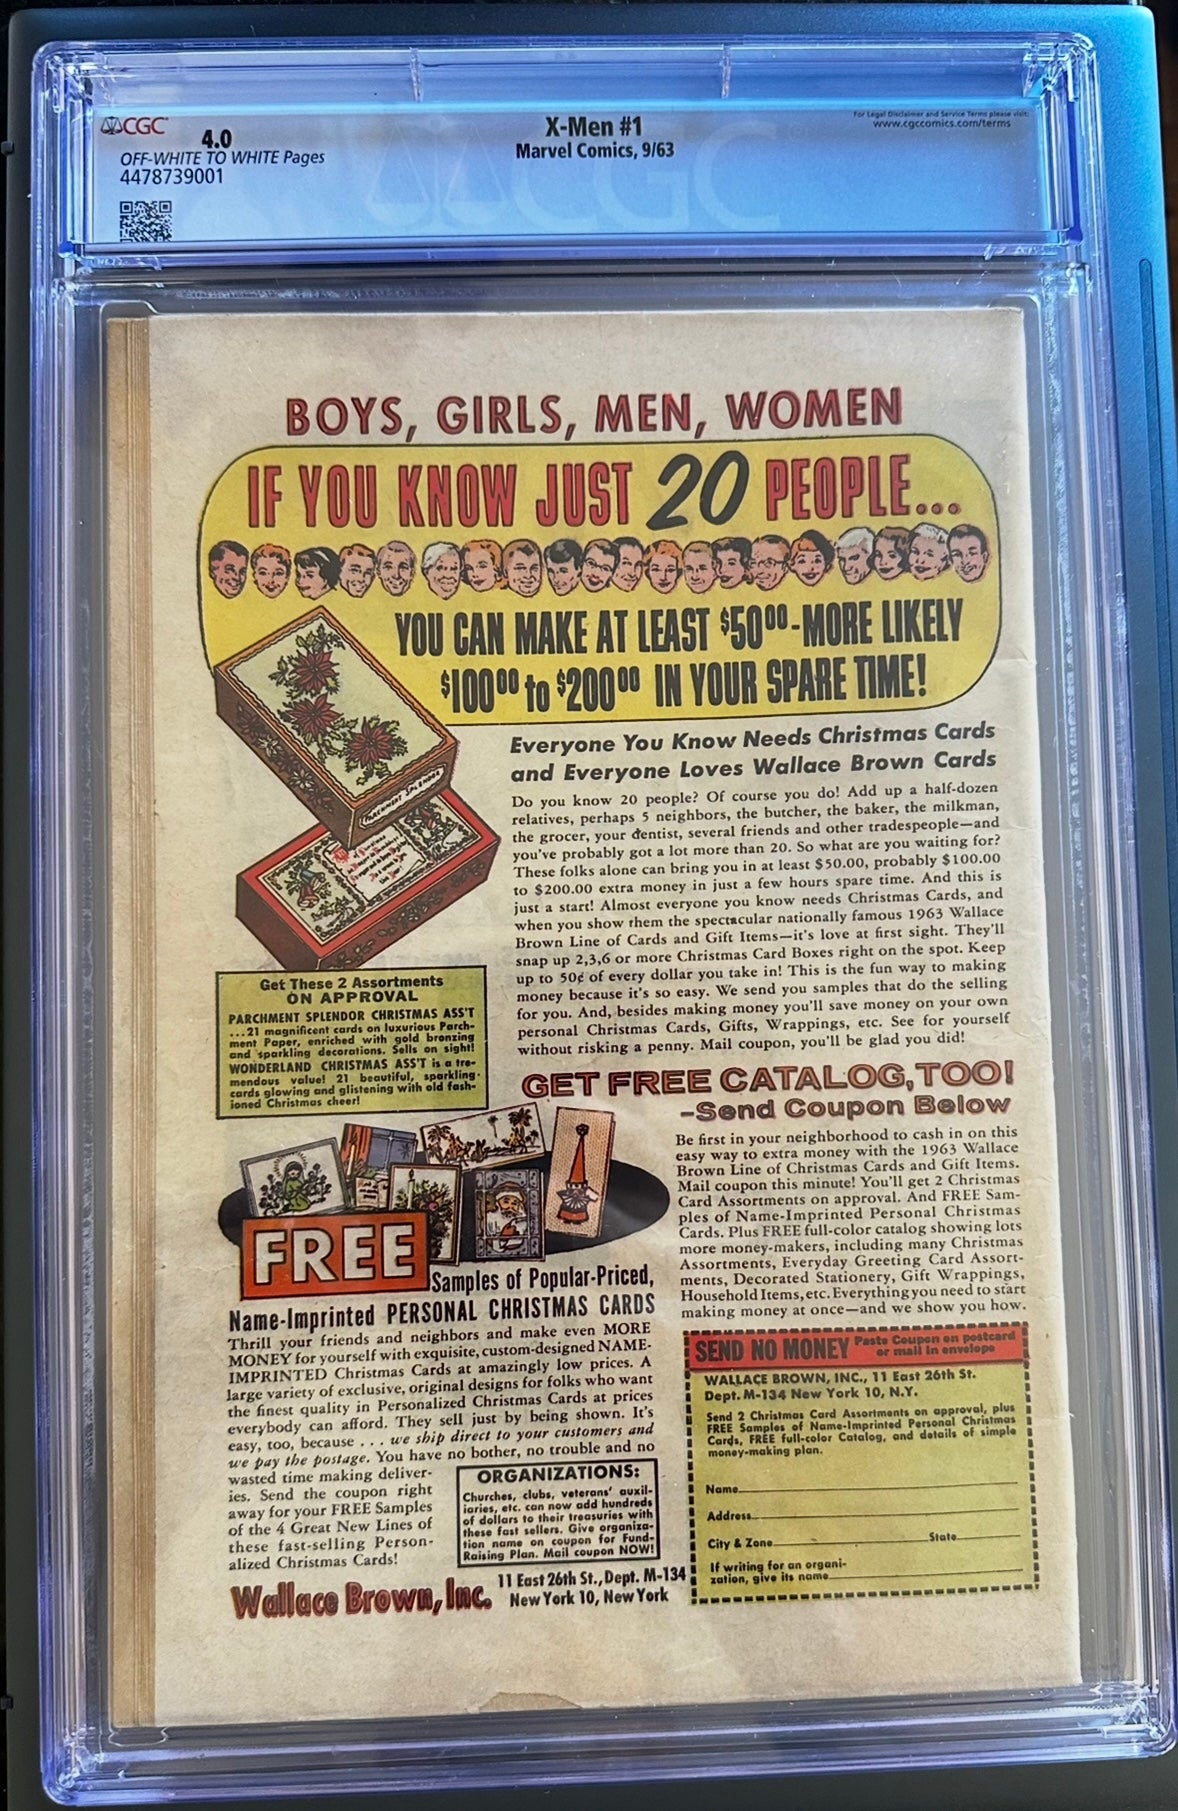 CGC
4.0
OFF-WHITE TO WHITE Pages
4478739001
X-Men #1
Marvel Comics, 9/63
For Legal Disclaimer and Service Terms please visit:
www.cgccomics.com/terms
CGC
BOYS, GIRLS, MEN, WOMEN
IF YOU KNOW JUST 20 PEOPLE...
YOU CAN MAKE AT LEAST $50⁰⁰-MORE LIKELY
$100⁰⁰ to $200⁰⁰ IN YOUR SPARE TIME!
PARCHMENT SPLENDOR
Everyone You Know Needs Christmas Cards
and Everyone Loves Wallace Brown Cards
Do you know 20 people? Of course you do! Add up a half-dozen
relatives, perhaps 5 neighbors, the butcher, the baker, the milkman,
the grocer, your dentist, several friends and other tradespeople—and
you've probably got a lot more than 20. So what are you waiting for?
These folks alone can bring you in at least $50.00, probably $100.00
to $200.00 extra money in just a few hours spare time. And this is
just a start! Almost everyone you know needs Christmas Cards, and
when you show them the spectacular nationally famous 1963 Wallace
Brown Line of Cards and Gift Items—it's love at first sight. They'll
snap up 2,3,6 or more Christmas Card Boxes right on the spot. Keep
up to 50¢ of every dollar you take in! This is the fun way to making
money because it's so easy. We send you samples that do the selling
for you. And, besides making money you'll save money on your own
personal Christmas Cards, Gifts, Wrappings, etc. See for yourself
without risking a penny. Mail coupon, you'll be glad you did!
Get These 2 Assortments
ON APPROVAL
PARCHMENT SPLENDOR CHRISTMAS ASS'T
...21 magnificent cards on luxurious Parch-
ment Paper, enriched with gold bronzing
and sparkling decorations. Sells on sight!
WONDERLAND CHRISTMAS ASS'T is a tre-
mendous value! 21 beautiful, sparkling
cards glowing and glistening with old fash-
ioned Christmas cheer!
GET FREE CATALOG, TOO!
-Send Coupon Below
Be first in your neighborhood to cash in on this
easy way to extra money with the 1963 Wallace
Brown Line of Christmas Cards and Gift Items.
Mail coupon this minute! You'll get 2 Christmas
Card Assortments on approval. And FREE Sam-
ples of Name-Imprinted Personal Christmas
Cards. Plus FREE full-color catalog showing lots
more money-makers, including many Christmas
Assortments, Everyday Greeting Card Assort-
ments, Decorated Stationery, Gift Wrappings,
Household Items, etc. Everything you need to start
making money at once—and we show you how.
FREE
Samples of Popular-Priced,
Name-Imprinted PERSONAL CHRISTMAS CARDS
Thrill your friends and neighbors and make even MORE
MONEY for yourself with exquisite, custom-designed NAME-
IMPRINTED Christmas Cards at amazingly low prices. A
large variety of exclusive, original designs for folks who want
the finest quality in Personalized Christmas Cards at prices
everybody can afford. They sell just by being shown. It's
easy, too, because . . . we ship direct to your customers and
we pay the postage. You have no bother, no trouble and no
wasted time making deliver-
ies. Send the coupon right
away for your FREE Samples
of the 4 Great New Lines of
these fast-selling Person-
alized Christmas Cards!
ORGANIZATIONS:
Churches, clubs, veterans' auxil-
iaries, etc. can now add hundreds
of dollars to their treasuries with
these fast sellers. Give organiza-
tion name on coupon for Fund-
Raising Plan. Mail coupon NOW!
Wallace Brown, Inc.
11 East 26th St., Dept. M-134
New York 10, New York
SEND NO MONEY Paste Coupon on postcard
or mail in envelope
WALLACE BROWN, INC., 11 East 26th St.
Dept. M-134 New York 10, N.Y.
Send 2 Christmas Card Assortments on approval, plus
FREE Samples of Name-Imprinted Personal Christmas
Cards, FREE full-color Catalog, and details of simple
money-making plan.
Name
Address
City & Zone State
If writing for an organi-
zation, give its name